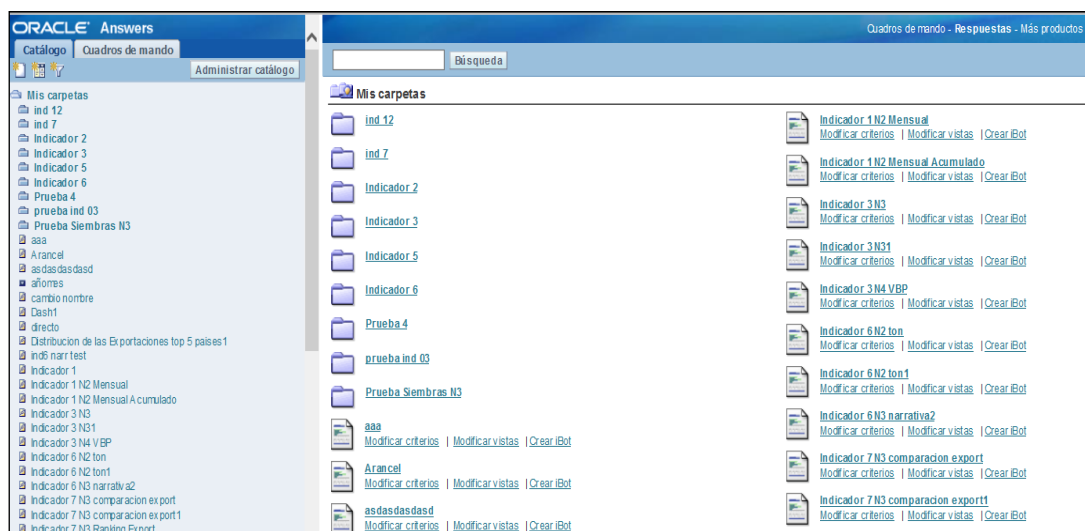 ORACLE Answers
Catálogo Cuadros de mando
Administrar catálogo
Mis carpetas
ind 12
ind 7
Indicador 2
Indicador 3
Indicador 5
Indicador 6
Prueba 4
prueba ind 03
Prueba Siembras N3
aaa
Arancel
asdasdasdasd
añomes
cambio nombre
Dash1
directo
Distribucion de las Exportaciones top 5 paises1
ind6 narr test
Indicador 1
Indicador 1 N2 Mensual
Indicador 1 N2 Mensual Acumulado
Indicador 3 N3
Indicador 3 N31
Indicador 3 N4 VBP
Indicador 6 N2 ton
Indicador 6 N2 ton1
Indicador 6 N3 narrativa2
Indicador 7 N3 comparacion export
Indicador 7 N3 comparacion export1
Indicador 7 N3 Ranking Export
Cuadros de mando - Respuestas - Más productos
Búsqueda
Mis carpetas
ind 12
ind 7
Indicador 2
Indicador 3
Indicador 5
Indicador 6
Prueba 4
prueba ind 03
Prueba Siembras N3
aaa
Modificar criterios | Modificar vistas | Crear iBot
Arancel
Modificar criterios | Modificar vistas | Crear iBot
asdasdasdasd
Modificar criterios | Modificar vistas | Crear iBot
Indicador 1 N2 Mensual
Modificar criterios | Modificar vistas | Crear iBot
Indicador 1 N2 Mensual Acumulado
Modificar criterios | Modificar vistas | Crear iBot
Indicador 3 N3
Modificar criterios | Modificar vistas | Crear iBot
Indicador 3 N31
Modificar criterios | Modificar vistas | Crear iBot
Indicador 3 N4 VBP
Modificar criterios | Modificar vistas | Crear iBot
Indicador 6 N2 ton
Modificar criterios | Modificar vistas | Crear iBot
Indicador 6 N2 ton1
Modificar criterios | Modificar vistas | Crear iBot
Indicador 6 N3 narrativa2
Modificar criterios | Modificar vistas | Crear iBot
Indicador 7 N3 comparacion export
Modificar criterios | Modificar vistas | Crear iBot
Indicador 7 N3 comparacion export1
Modificar criterios | Modificar vistas | Crear iBot